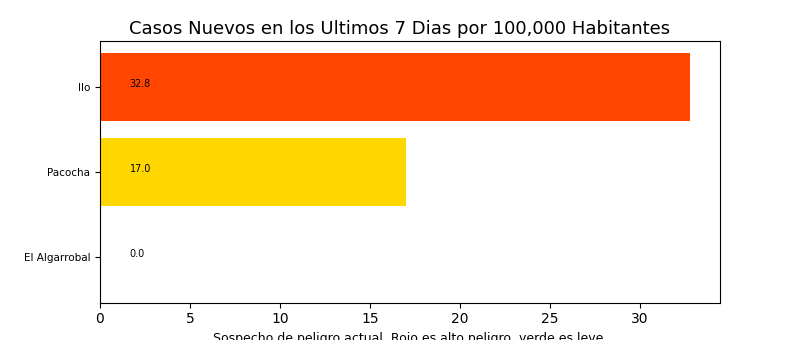 Casos Nuevos en los Ultimos 7 Dias por 100,000 Habitantes
Ilo
32.8
Pacocha
17.0
El Algarrobal
0.0
0 5 10 15 20 25 30
Sospecho de peligro actual. Rojo es alto peligro, verde es leve